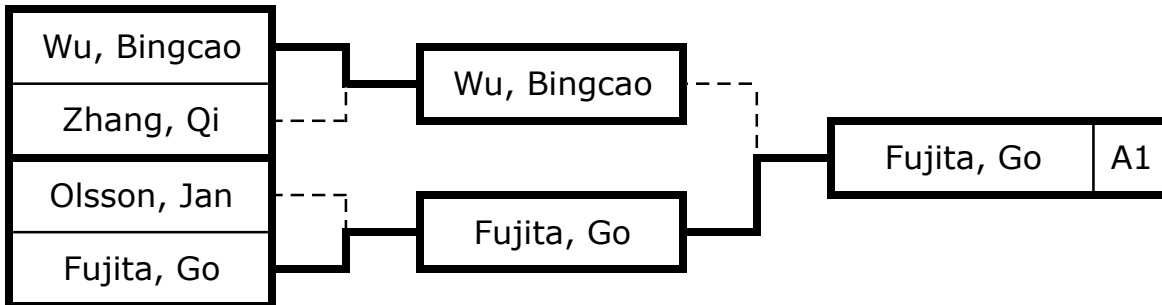 Wu, Bingcao
Zhang, Qi
Olsson, Jan
Fujita, Go
Wu, Bingcao
Fujita, Go
Fujita, Go A1